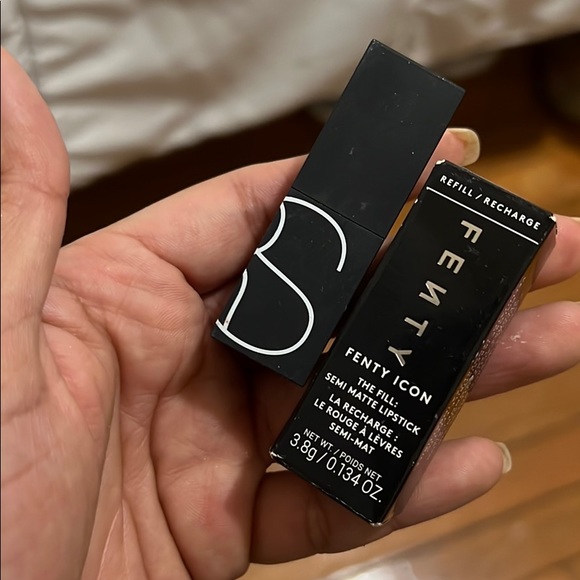 RS
REFILL / RECHARGE
FENTY
FENTY ICON
THE FILL:
SEMI MATTE LIPSTICK
LA RECHARGE :
LE ROUGE À LÈVRES
SEMI-MAT
NET WT. / POIDS NET
3.8g / 0.134 OZ.